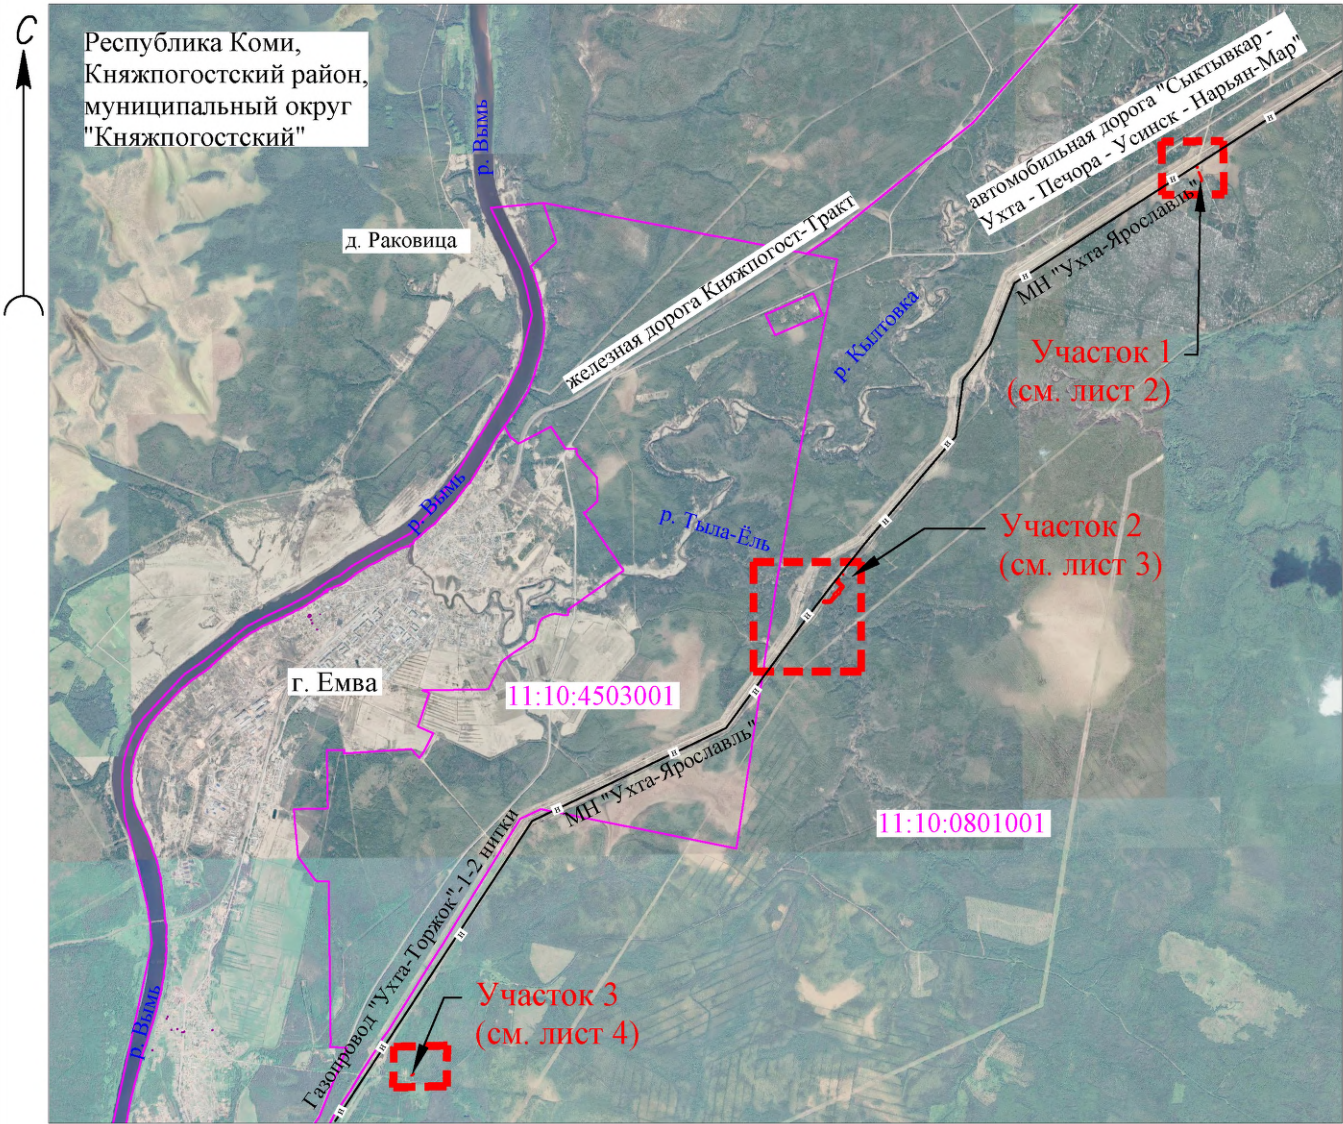 С
Республика Коми,
Княжпогостский район,
муниципальный округ
"Княжпогостский"
р. Вымь
автомобильная дорога "Сыктывкар -
Ухта - Печора - Усинск - Нарьян-Мар"
д. Раковица
железная дорога Княжпогост-Тракт
МН "Ухта-Ярославль"
р. Кылтовка
Участок 1
(см. лист 2)
р. Вымь
р. Тыла-Ёль
Участок 2
(см. лист 3)
г. Емва
11:10:4503001
МН "Ухта-Ярославль"
11:10:0801001
Газопровод "Ухта-Торжок"-1-2 нитки
Участок 3
(см. лист 4)
р. Вымь
н
н
н
н
н
н
н
н
н
н
н
н